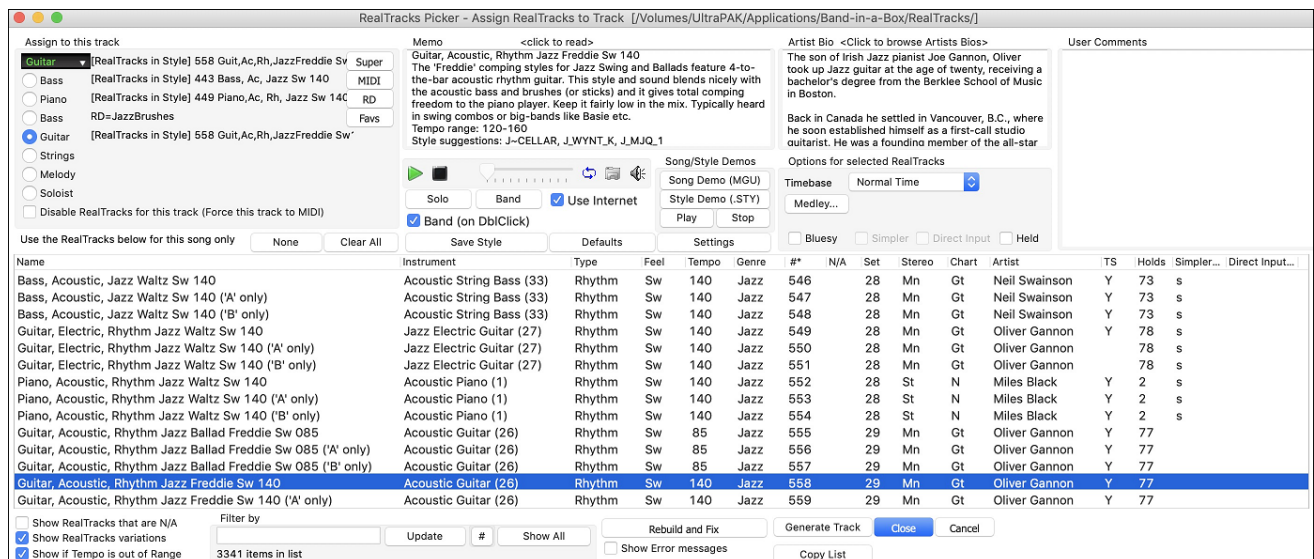 RealTracks Picker - Assign RealTracks to Track [/Volumes/UltraPAK/Applications/Band-in-a-Box/RealTracks/]
Assign to this track
Guitar [RealTracks in Style] 558 Guit,Ac,Rh,JazzFreddie Sw Super
Bass [RealTracks in Style] 443 Bass, Ac, Jazz Sw 140 MIDI
Piano [RealTracks in Style] 449 Piano,Ac, Rh, Jazz Sw 140 RD
Bass RD=JazzBrushes Favs
Guitar [RealTracks in Style] 558 Guit,Ac,Rh,JazzFreddie Sw
Strings
Melody
Soloist
Disable RealTracks for this track (Force this track to MIDI)
Use the RealTracks below for this song only None Clear All
Memo <click to read>
Guitar, Acoustic, Rhythm Jazz Freddie Sw 140
The 'Freddie' comping styles for Jazz Swing and Ballads feature 4-to-
the-bar acoustic rhythm guitar. This style and sound blends nicely with
the acoustic bass and brushes (or sticks) and it gives total comping
freedom to the piano player. Keep it fairly low in the mix. Typically heard
in swing combos or big-bands like Basie etc.
Tempo range: 120-160
Style suggestions: J~CELLAR, J_WYNT_K, J_MJQ_1
Solo Band Use Internet
Band (on DblClick)
Save Style Defaults Settings
Song/Style Demos
Song Demo (MGU)
Style Demo (.STY)
Play Stop
Artist Bio <Click to browse Artists Bios>
The son of Irish Jazz pianist Joe Gannon, Oliver
took up Jazz guitar at the age of twenty, receiving a
bachelor's degree from the Berklee School of Music
in Boston.
Back in Canada he settled in Vancouver, B.C., where
he soon established himself as a first-call studio
guitarist. He was a founding member of the all-star
Options for selected RealTracks
Timebase Normal Time
Medley...
Bluesy Simpler Direct Input Held
User Comments
Name Instrument Type Feel Tempo Genre #* N/A Set Stereo Chart Artist TS Holds Simpler... Direct Input...
Bass, Acoustic, Jazz Waltz Sw 140 Acoustic String Bass (33) Rhythm Sw 140 Jazz 546 28 Mn Gt Neil Swainson Y 73 s
Bass, Acoustic, Jazz Waltz Sw 140 ('A' only) Acoustic String Bass (33) Rhythm Sw 140 Jazz 547 28 Mn Gt Neil Swainson Y 73 s
Bass, Acoustic, Jazz Waltz Sw 140 ('B' only) Acoustic String Bass (33) Rhythm Sw 140 Jazz 548 28 Mn Gt Neil Swainson Y 73 s
Guitar, Electric, Rhythm Jazz Waltz Sw 140 Jazz Electric Guitar (27) Rhythm Sw 140 Jazz 549 28 Mn Gt Oliver Gannon Y 78 s
Guitar, Electric, Rhythm Jazz Waltz Sw 140 ('A' only) Jazz Electric Guitar (27) Rhythm Sw 140 Jazz 550 28 Mn Gt Oliver Gannon 78 s
Guitar, Electric, Rhythm Jazz Waltz Sw 140 ('B' only) Jazz Electric Guitar (27) Rhythm Sw 140 Jazz 551 28 Mn Gt Oliver Gannon 78 s
Piano, Acoustic, Rhythm Jazz Waltz Sw 140 Acoustic Piano (1) Rhythm Sw 140 Jazz 552 28 St N Miles Black Y 2 s
Piano, Acoustic, Rhythm Jazz Waltz Sw 140 ('A' only) Acoustic Piano (1) Rhythm Sw 140 Jazz 553 28 St N Miles Black Y 2 s
Piano, Acoustic, Rhythm Jazz Waltz Sw 140 ('B' only) Acoustic Piano (1) Rhythm Sw 140 Jazz 554 28 St N Miles Black Y 2 s
Guitar, Acoustic, Rhythm Jazz Ballad Freddie Sw 085 Acoustic Guitar (26) Rhythm Sw 85 Jazz 555 29 Mn Gt Oliver Gannon Y 77
Guitar, Acoustic, Rhythm Jazz Ballad Freddie Sw 085 ('A' only) Acoustic Guitar (26) Rhythm Sw 85 Jazz 556 29 Mn Gt Oliver Gannon Y 77
Guitar, Acoustic, Rhythm Jazz Ballad Freddie Sw 085 ('B' only) Acoustic Guitar (26) Rhythm Sw 85 Jazz 557 29 Mn Gt Oliver Gannon Y 77
Guitar, Acoustic, Rhythm Jazz Freddie Sw 140 Acoustic Guitar (26) Rhythm Sw 140 Jazz 558 29 Mn Gt Oliver Gannon Y 77
Guitar, Acoustic, Rhythm Jazz Freddie Sw 140 ('A' only) Acoustic Guitar (26) Rhythm Sw 140 Jazz 559 29 Mn Gt Oliver Gannon Y 77
Show RealTracks that are N/A
Show RealTracks variations
Show if Tempo is out of Range
Filter by
Update # Show All
3341 items in list
Rebuild and Fix Generate Track Close Cancel
Show Error messages Copy List